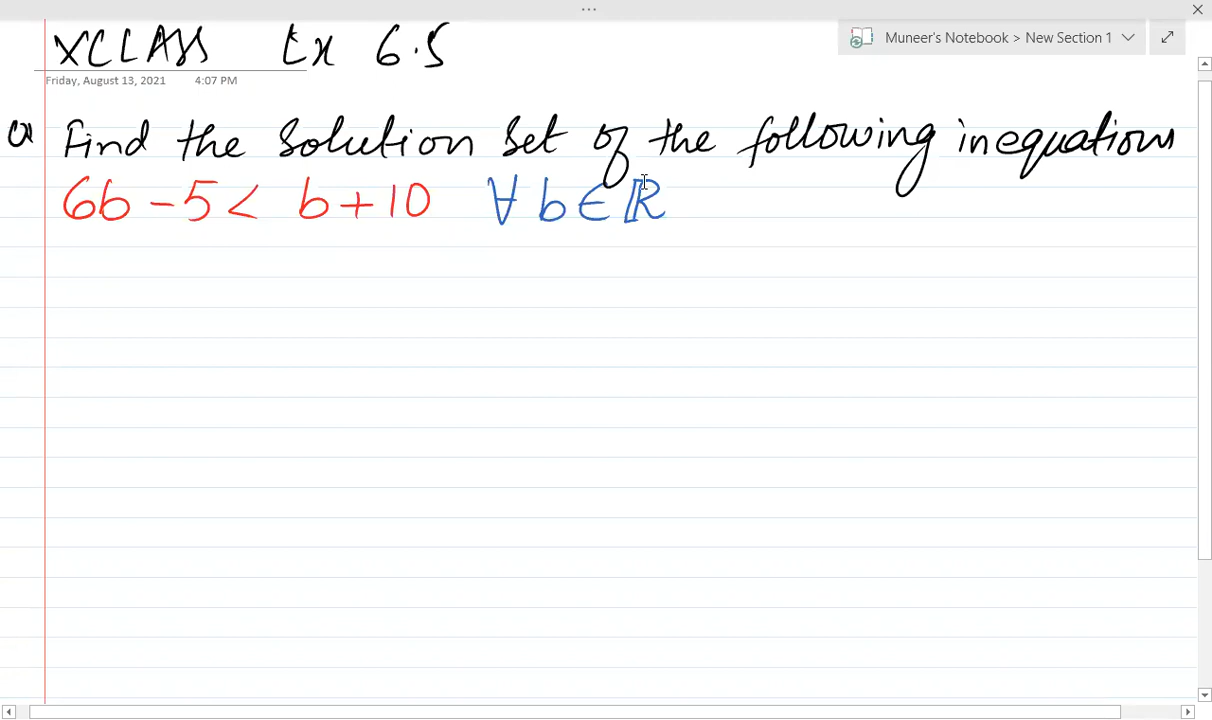 XCLASS Ex 6.5
Muneer's Notebook > New Section 1
Friday, August 13, 2021 4:07 PM
Q Find the Solution Set of the following inequations
6b - 5 < b + 10 ∀ b ∈ ℝ